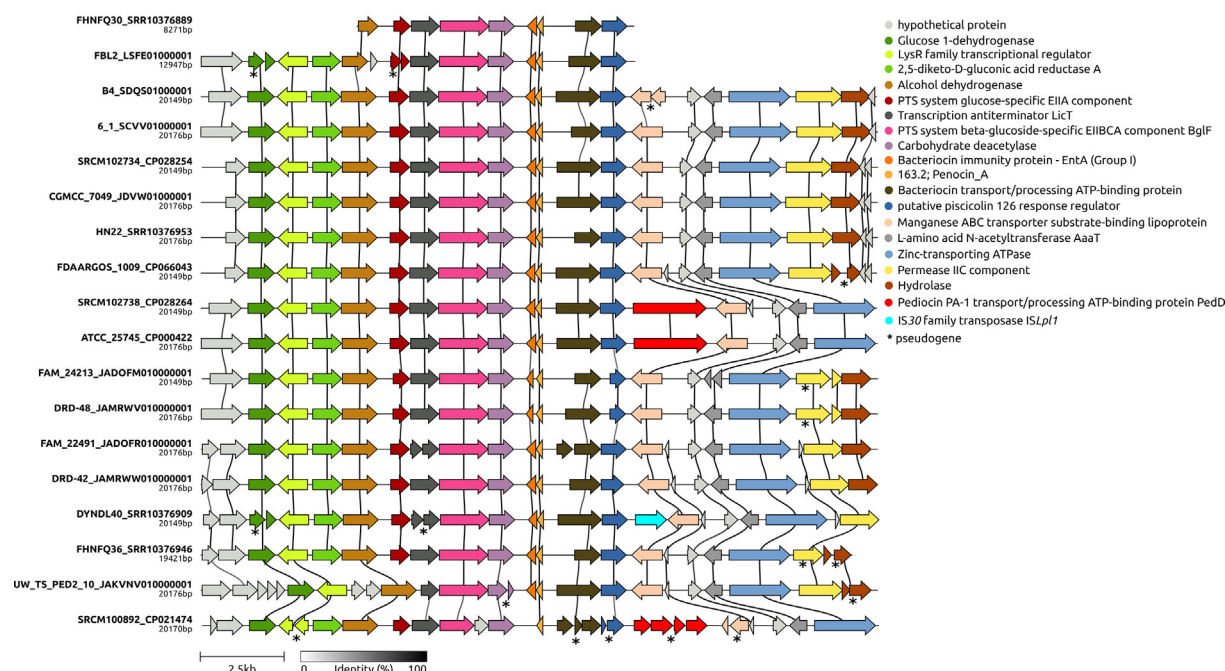 FHNFQ30_SRR10376889
8271bp
FBL2_LSFE01000001
12947bp
B4_SDQS01000001
20149bp
6_1_SCVV01000001
20176bp
SRCM102734_CP028254
20149bp
CGMCC_7049_JDVW01000001
20176bp
HN22_SRR10376953
20176bp
FDAARGOS_1009_CP066043
20149bp
SRCM102738_CP028264
20149bp
ATCC_25745_CP000422
20176bp
FAM_24213_JADOFM010000001
20149bp
DRD-48_JAMRWV010000001
20176bp
FAM_22491_JADOFR010000001
20176bp
DRD-42_JAMRWW010000001
20176bp
DYNDL40_SRR10376909
20149bp
FHNFQ36_SRR10376946
19421bp
UW_TS_PED2_10_JAKVNV010000001
20176bp
SRCM100892_CP021474
20170bp
2.5kb
0 Identity (%) 100
hypothetical protein
Glucose 1-dehydrogenase
LysR family transcriptional regulator
2,5-diketo-D-gluconic acid reductase A
Alcohol dehydrogenase
PTS system glucose-specific EIIA component
Transcription antiterminator LicT
PTS system beta-glucoside-specific EIIBCA component BglF
Carbohydrate deacetylase
Bacteriocin immunity protein - EntA (Group I)
163.2; Penocin_A
Bacteriocin transport/processing ATP-binding protein
putative piscicolin 126 response regulator
Manganese ABC transporter substrate-binding lipoprotein
L-amino acid N-acetyltransferase AaaT
Zinc-transporting ATPase
Permease IIC component
Hydrolase
Pediocin PA-1 transport/processing ATP-binding protein PedD
IS30 family transposase ISLpl1
* pseudogene